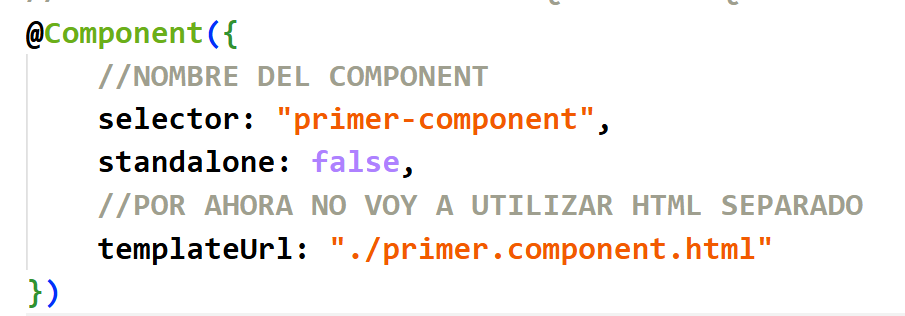 @Component({
//NOMBRE DEL COMPONENT
selector: "primer-component",
standalone: false,
//POR AHORA NO VOY A UTILIZAR HTML SEPARADO
templateUrl: "./primer.component.html"
})